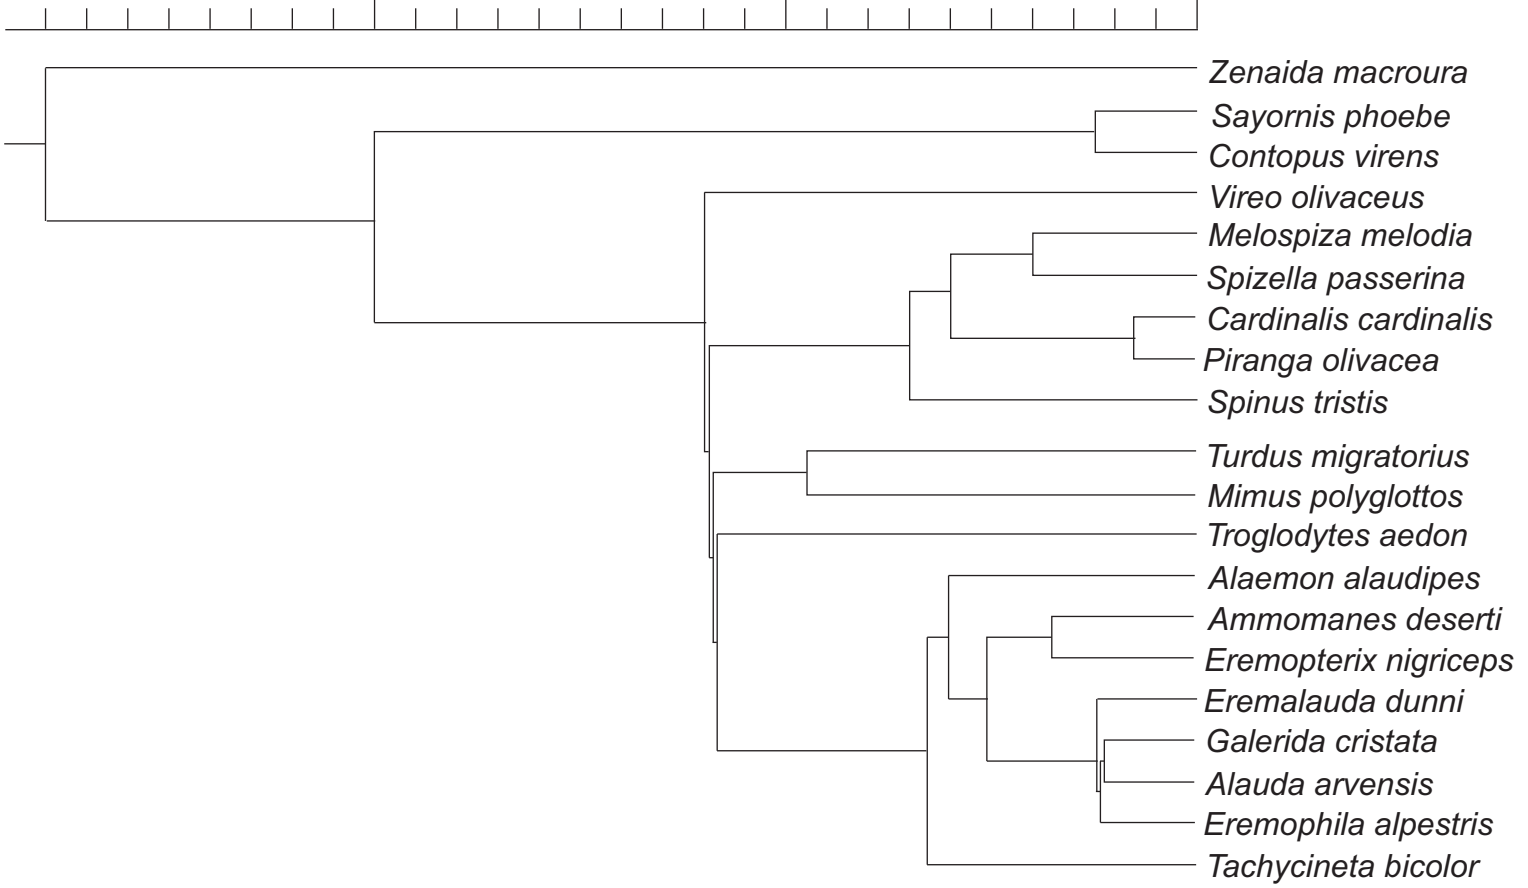 Zenaida macroura
Sayornis phoebe
Contopus virens
Vireo olivaceus
Melospiza melodia
Spizella passerina
Cardinalis cardinalis
Piranga olivacea
Spinus tristis
Turdus migratorius
Mimus polyglottos
Troglodytes aedon
Alaemon alaudipes
Ammomanes deserti
Eremopterix nigriceps
Eremalauda dunni
Galerida cristata
Alauda arvensis
Eremophila alpestris
Tachycineta bicolor